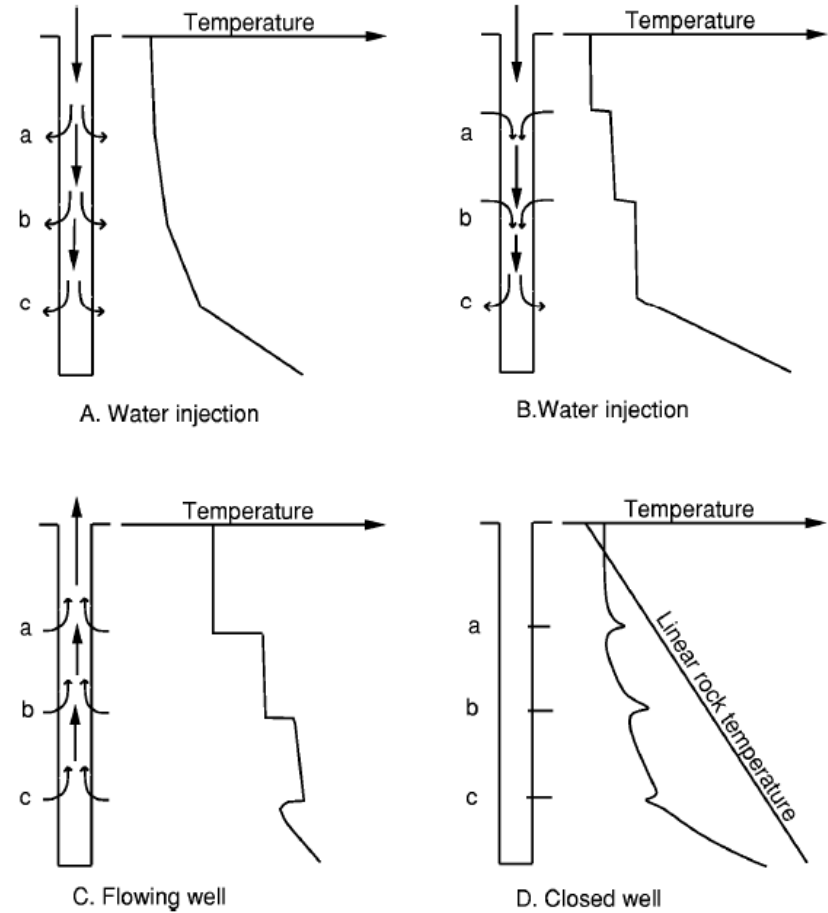 Temperature
a
b
c
A. Water injection
Temperature
a
b
c
B.Water injection
Temperature
a
b
c
C. Flowing well
Temperature
a
b
c
Linear rock temperature
D. Closed well